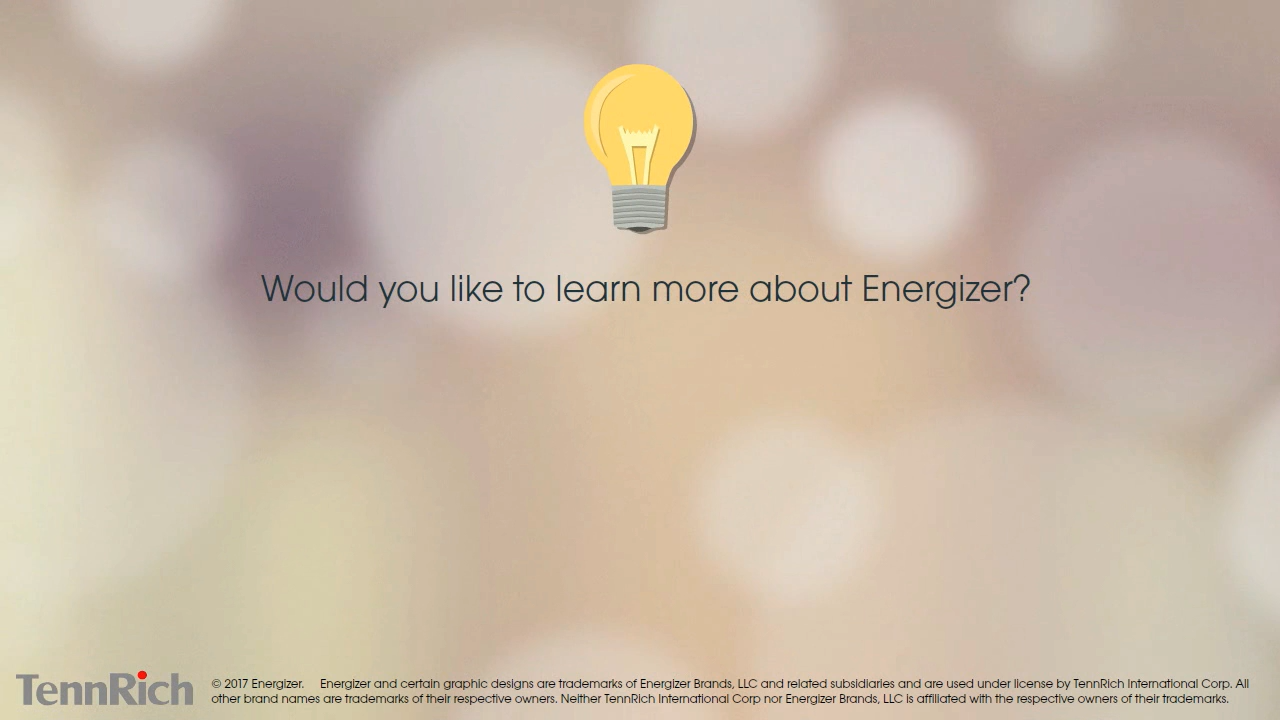 Would you like to learn more about Energizer?
TennRich
© 2017 Energizer. Energizer and certain graphic designs are trademarks of Energizer Brands, LLC and related subsidiaries and are used under license by TennRich International Corp. All
other brand names are trademarks of their respective owners. Neither TennRich International Corp nor Energizer Brands, LLC is affiliated with the respective owners of their trademarks.